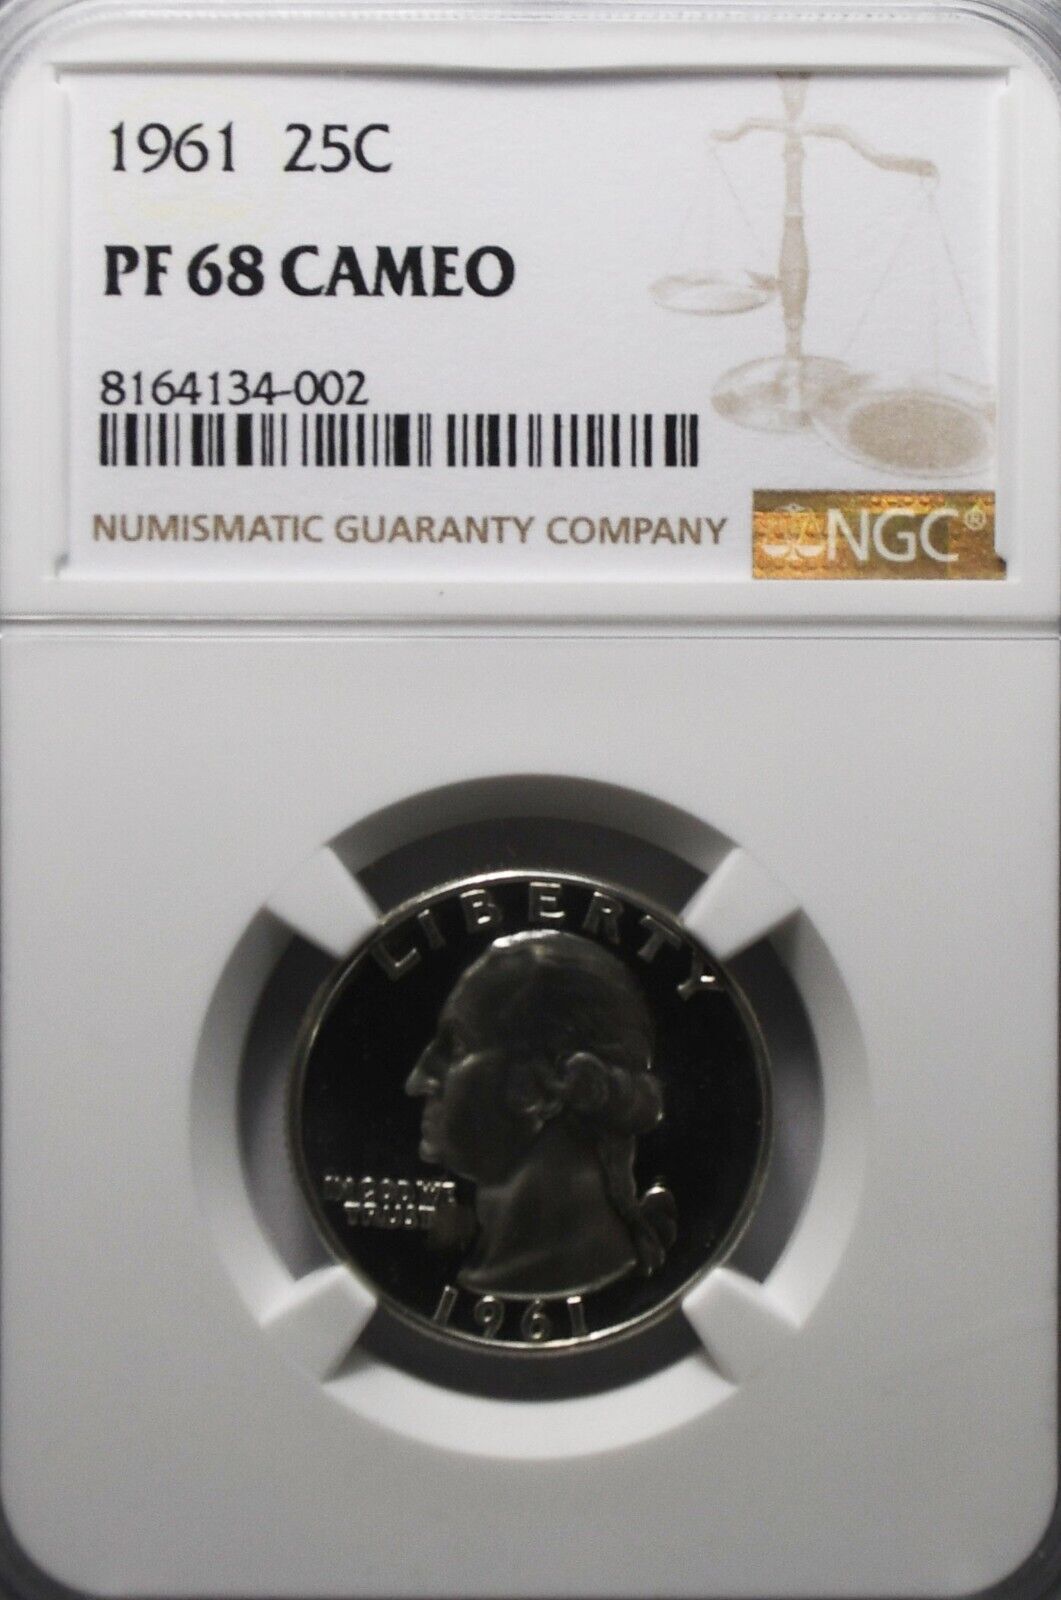 1961 25C
PF 68 CAMEO
8164134-002
NUMISMATIC GUARANTY COMPANY
NGC®
LIBERTY
IN GOD WE
TRUST
1961